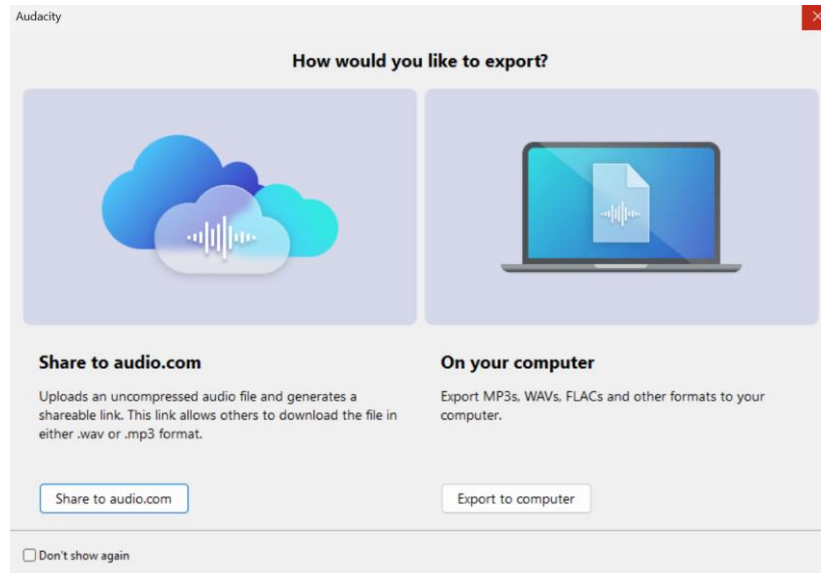 Audacity
How would you like to export?
Share to audio.com
Uploads an uncompressed audio file and generates a
shareable link. This link allows others to download the file in
either .wav or .mp3 format.
Share to audio.com
On your computer
Export MP3s, WAVs, FLACs and other formats to your
computer.
Export to computer
Don't show again